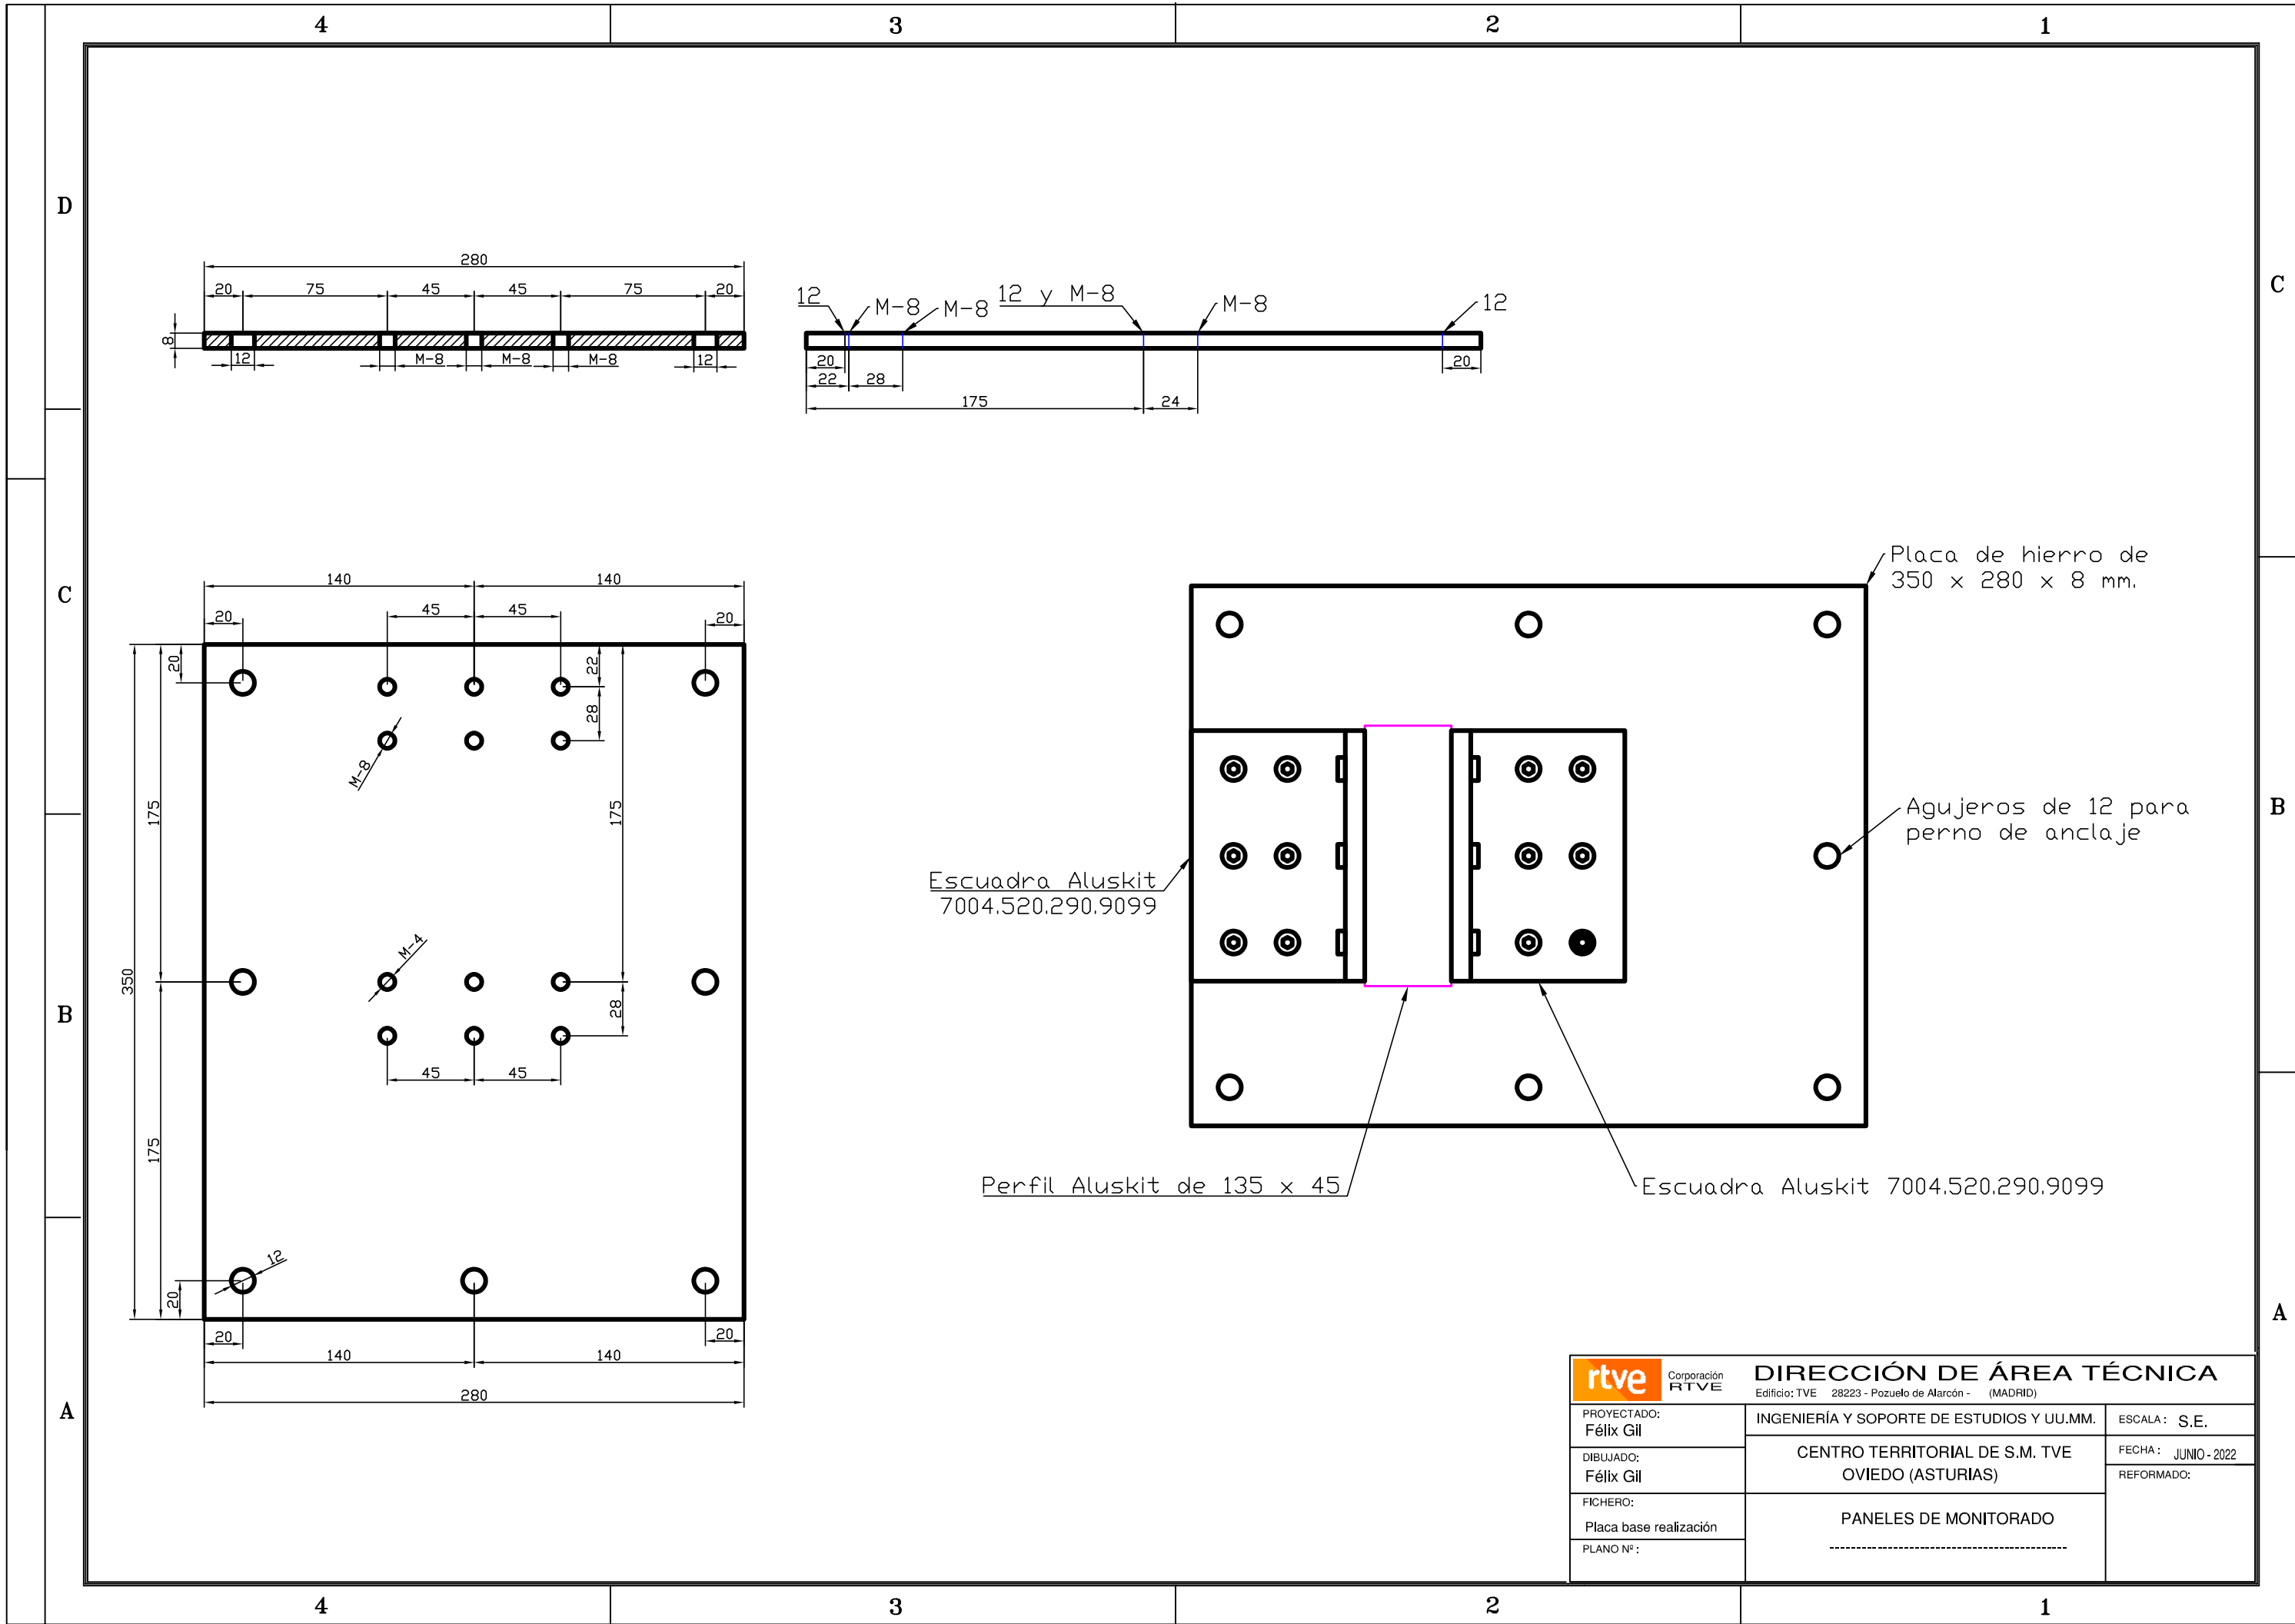 4 3 2 1
D
C
B
A
C
B
A
280
20 75 45 45 75 20
8
12 M-8 M-8 M-8 12
12 M-8 M-8 12 y M-8 M-8 12
20 20
22 28
175 24
140 140
45 45
20 20
20 22
28
M-8
175 175
350
M-4
28
45 45
175
12
20
20 20
140 140
280
Placa de hierro de
350 x 280 x 8 mm.
Agujeros de 12 para
perno de anclaje
Escuadra Aluskit
7004.520.290.9099
Perfil Aluskit de 135 x 45
Escuadra Aluskit 7004.520.290.9099
rtve Corporación
RTVE
DIRECCIÓN DE ÁREA TÉCNICA
Edificio: TVE 28223 - Pozuelo de Alarcón - (MADRID)
PROYECTADO:
Félix Gil
INGENIERÍA Y SOPORTE DE ESTUDIOS Y UU.MM.
ESCALA: S.E.
DIBUJADO:
Félix Gil
CENTRO TERRITORIAL DE S.M. TVE
OVIEDO (ASTURIAS)
FECHA: JUNIO - 2022
REFORMADO:
FICHERO:
Placa base realización
PANELES DE MONITORADO
PLANO Nº:
4 3 2 1